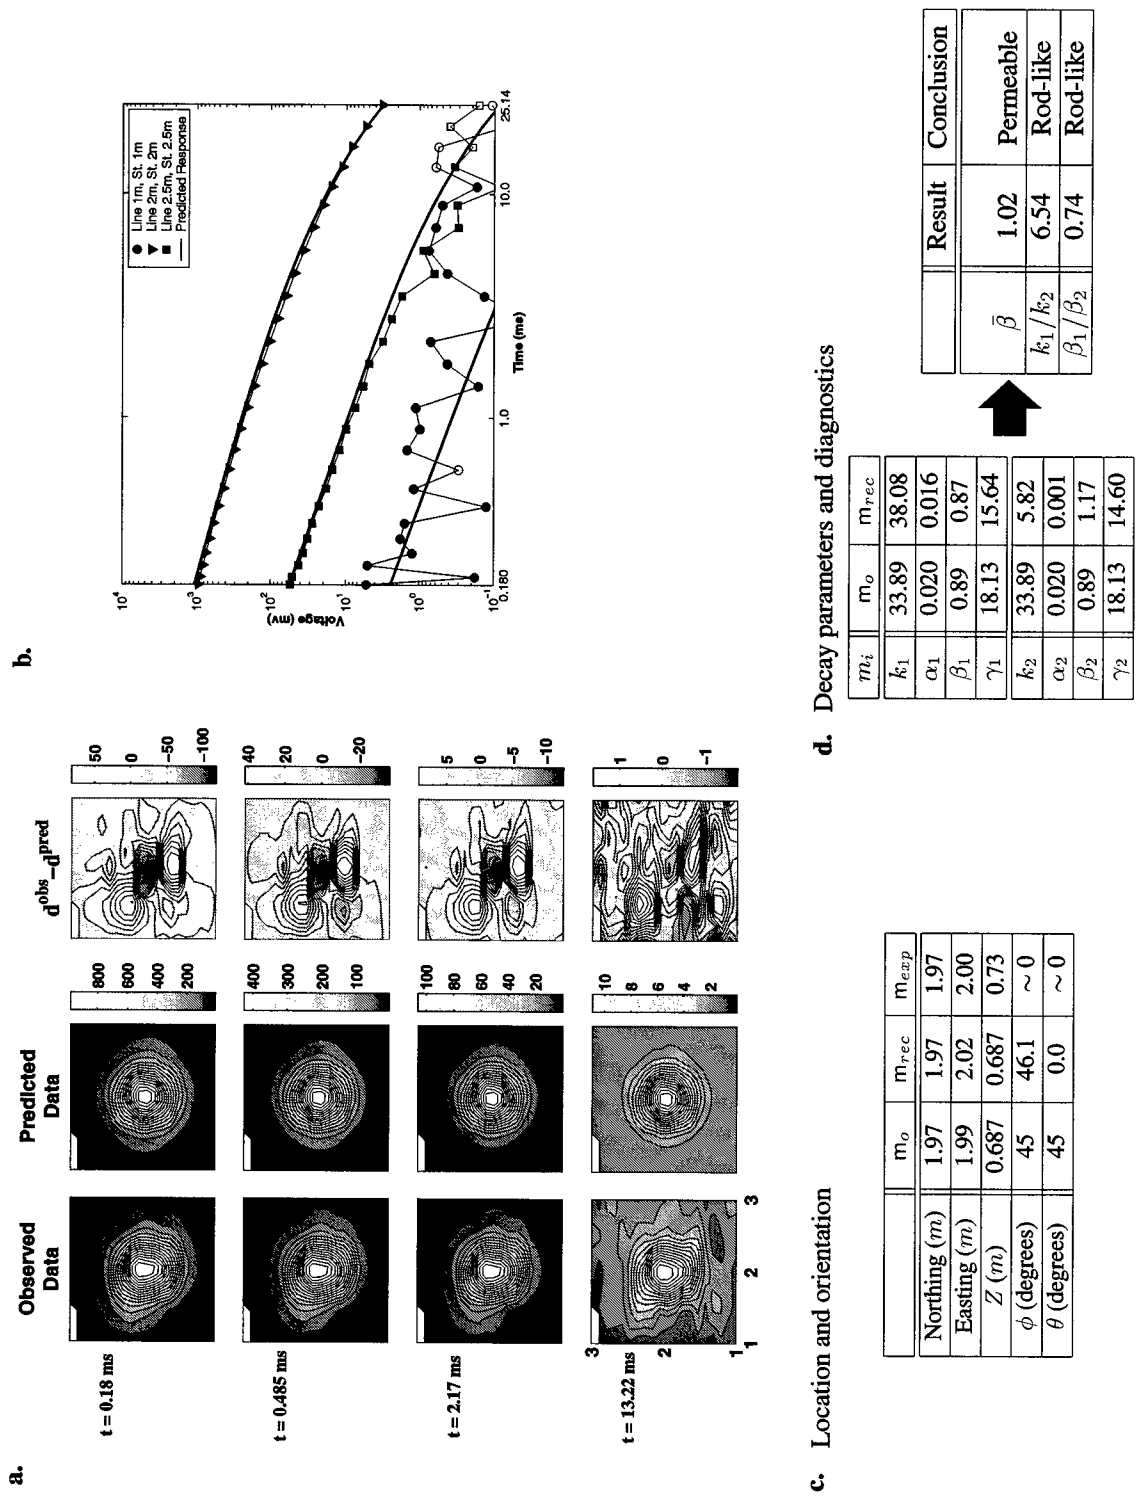 a.
Observed Data
Predicted Data
d^obs–d^pred
t = 0.18 ms
800
600
400
200
50
0
−50
−100
t = 0.485 ms
400
300
200
100
40
20
0
−20
t = 2.17 ms
100
80
60
40
20
5
0
−5
−10
t = 13.22 ms
3
2
1
1
2
3
10
8
6
4
2
1
0
−1
b.
Voltage (mv)
10^4
10^3
10^2
10^1
10^0
10^-1
0.180
1.0
10.0
25.14
Time (ms)
Line 1m, St. 1m
Line 2m, St. 2m
Line 2.5m, St. 2.5m
Predicted Response
c. Location and orientation
m_o m_rec m_exp
Northing (m) 1.97 1.97 1.97
Easting (m) 1.99 2.02 2.00
Z (m) 0.687 0.687 0.73
ϕ (degrees) 45 46.1 ~ 0
θ (degrees) 45 0.0 ~ 0
d. Decay parameters and diagnostics
m_i m_o m_rec
k_1 33.89 38.08
α_1 0.020 0.016
β_1 0.89 0.87
γ_1 18.13 15.64
k_2 33.89 5.82
α_2 0.020 0.001
β_2 0.89 1.17
γ_2 18.13 14.60
Result Conclusion
β̄ 1.02 Permeable
k_1/k_2 6.54 Rod-like
β_1/β_2 0.74 Rod-like